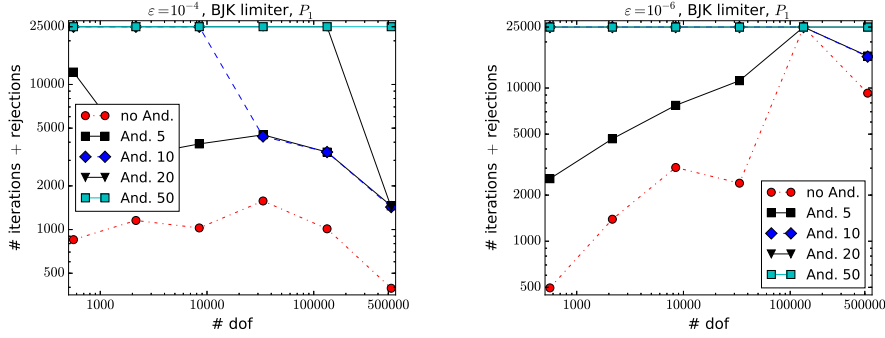 ε=10⁻⁴, BJK limiter, P₁
25000
10000
5000
2000
1000
500
# iterations + rejections
no And.
And. 5
And. 10
And. 20
And. 50
1000
10000
100000
500000
# dof
ε=10⁻⁶, BJK limiter, P₁
25000
10000
5000
2000
1000
500
# iterations + rejections
no And.
And. 5
And. 10
And. 20
And. 50
1000
10000
100000
500000
# dof